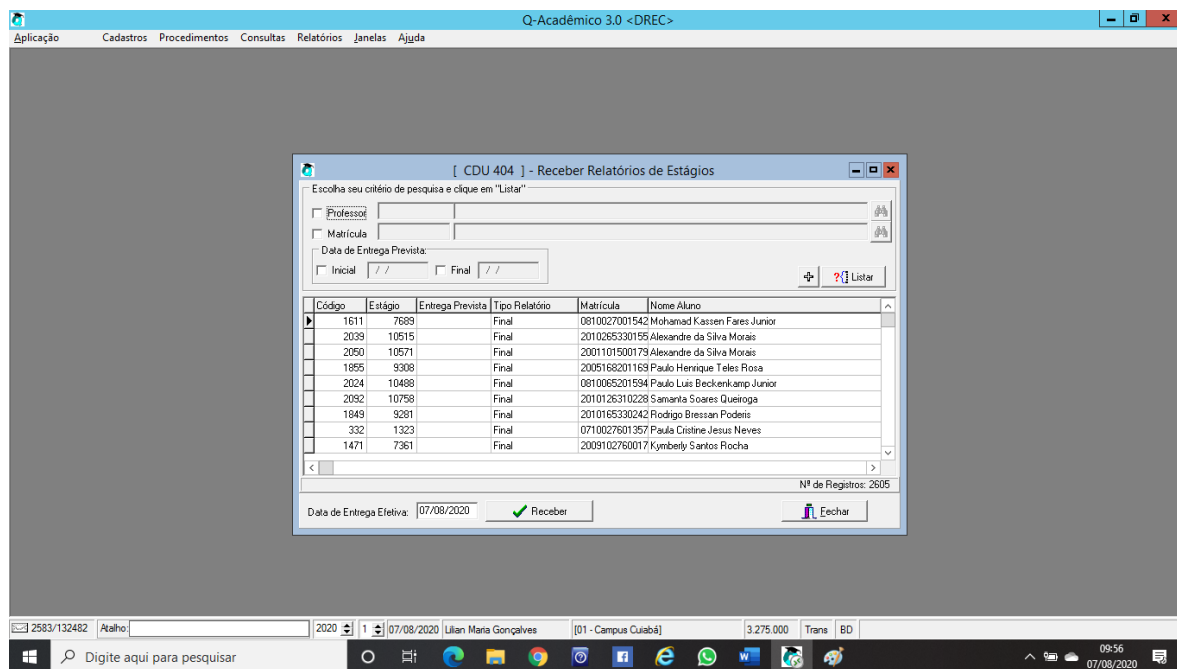 Q-Acadêmico 3.0 <DREC>
Aplicação Cadastros Procedimentos Consultas Relatórios Janelas Ajuda
[ CDU 404 ] - Receber Relatórios de Estágios
Escolha seu critério de pesquisa e clique em "Listar"
Professor
Matrícula
Data de Entrega Prevista:
Inicial / / Final / /
?{] Listar
Código Estágio Entrega Prevista Tipo Relatório Matrícula Nome Aluno
1611 7689 Final 0810027001542 Mohamad Kassen Fares Junior
2039 10515 Final 2010265330155 Alexandre da Silva Morais
2050 10571 Final 2001101500179 Alexandre da Silva Morais
1855 9308 Final 2005168201169 Paulo Henrique Teles Rosa
2024 10488 Final 0810065201594 Paulo Luis Beckenkamp Junior
2092 10758 Final 2010126310228 Samanta Soares Queiroga
1849 9281 Final 2010165330242 Rodrigo Bressan Poderis
332 1323 Final 0710027601357 Paula Cristine Jesus Neves
1471 7361 Final 2009102760017 Kymberly Santos Rocha
Nª de Registros: 2605
Data de Entrega Efetiva: 07/08/2020 Receber Fechar
2583/132482 Atalho: 2020 1 07/08/2020 Lilian Maria Gonçalves [01 - Campus Cuiabá] 3.275.000 Trans BD
Digite aqui para pesquisar
09:56
07/08/2020